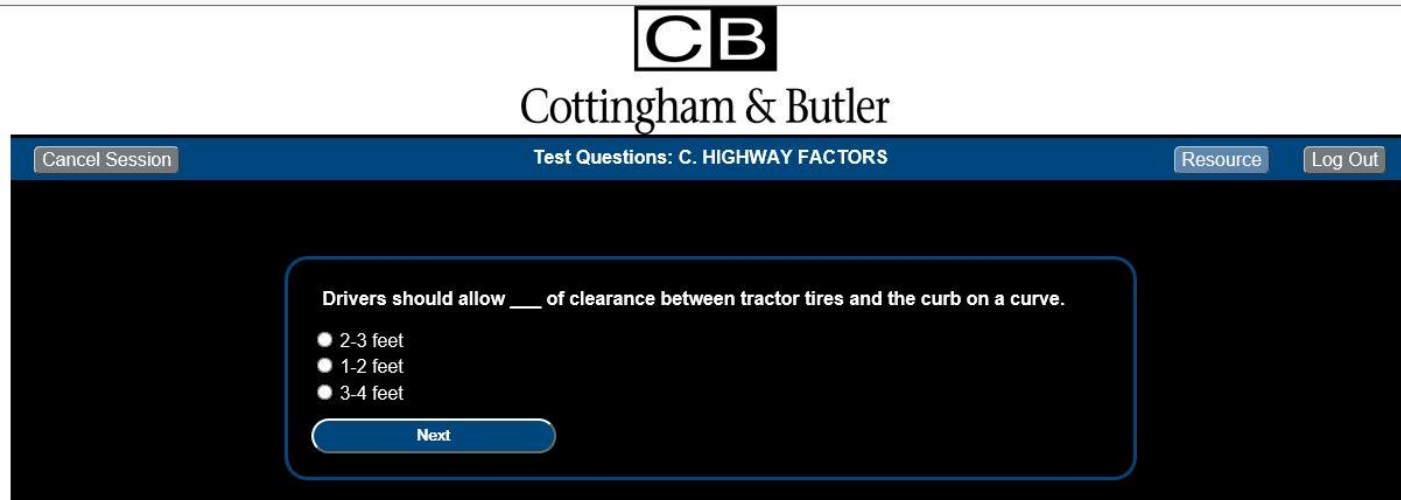 CB
Cottingham & Butler
Cancel Session Test Questions: C. HIGHWAY FACTORS Resource Log Out
Drivers should allow ___ of clearance between tractor tires and the curb on a curve.
2-3 feet
1-2 feet
3-4 feet
Next